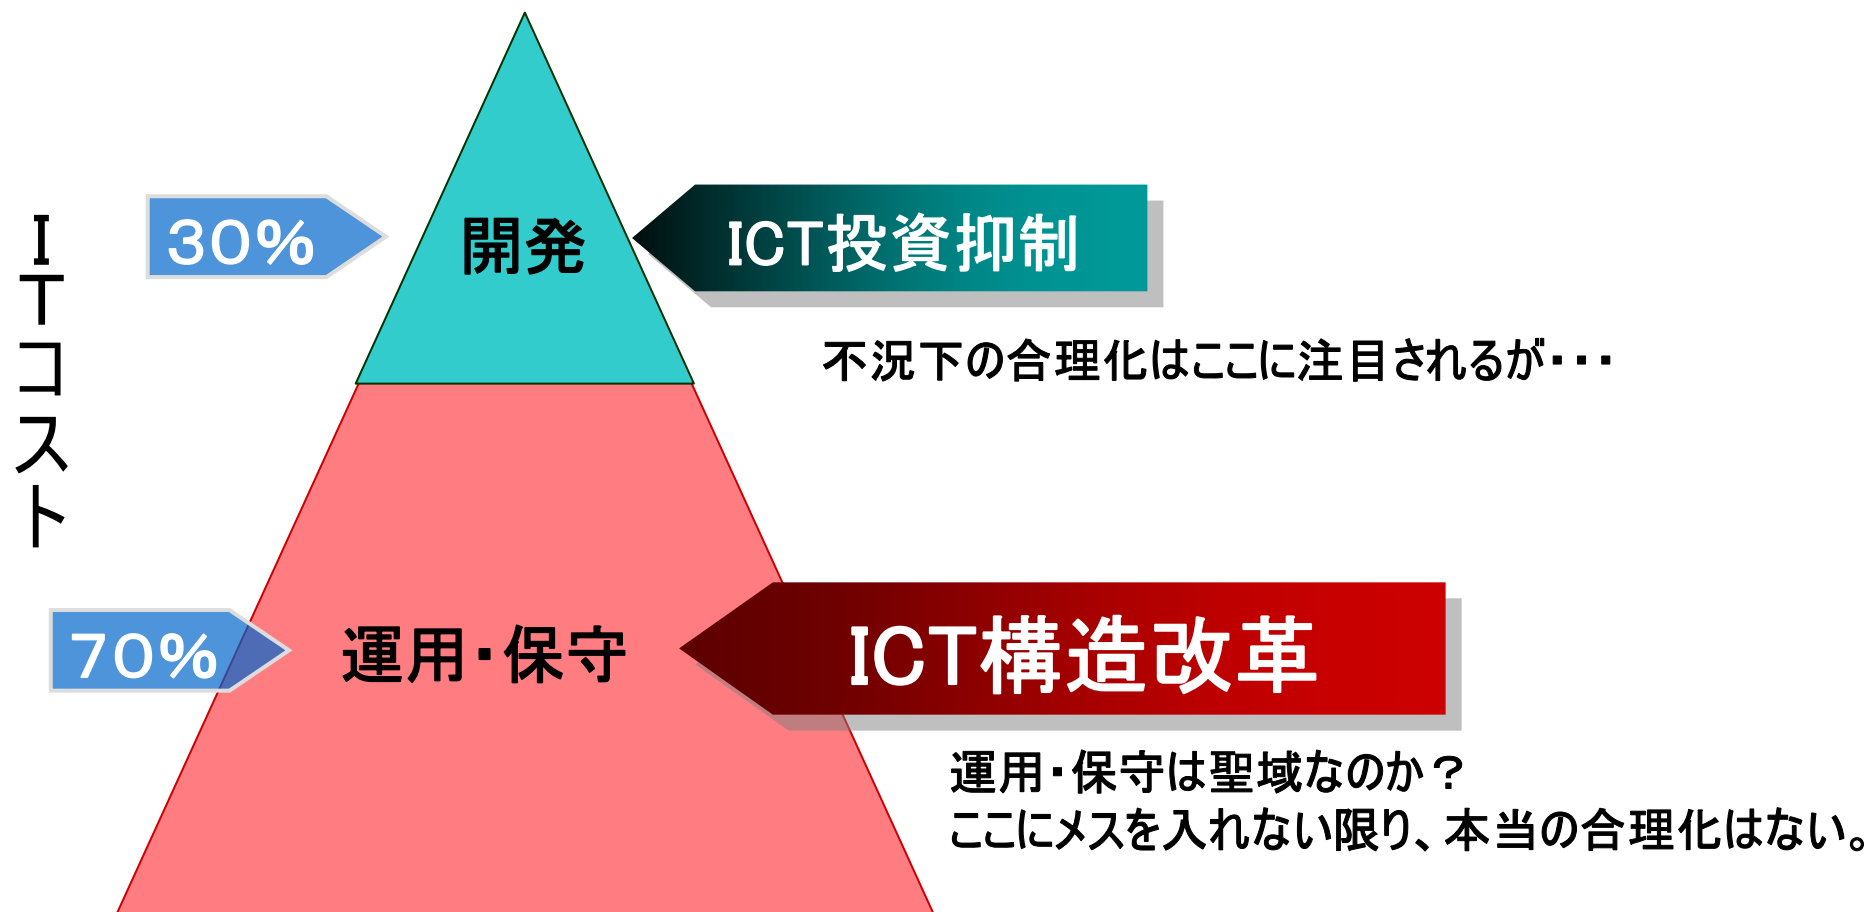 ITコスト
30%
開発
ICT投資抑制
不況下の合理化はここに注目されるが・・・
70%
運用・保守
ICT構造改革
運用・保守は聖域なのか？
ここにメスを入れない限り、本当の合理化はない。